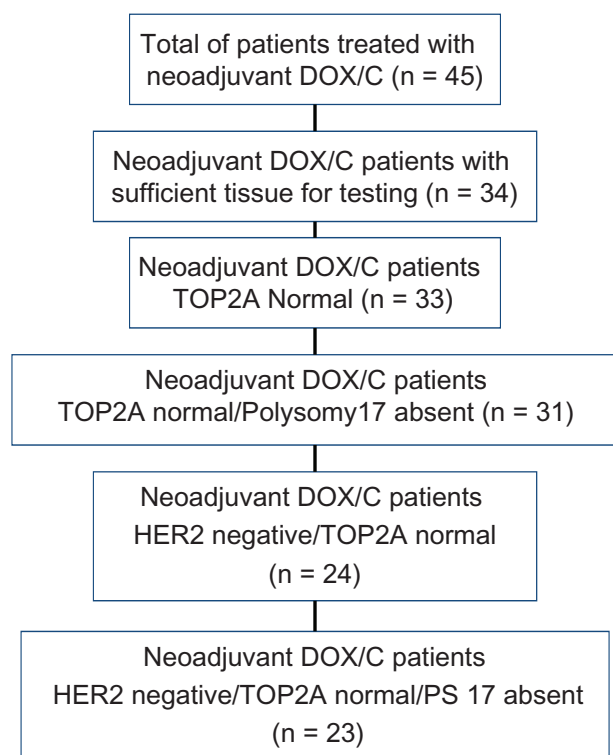 Total of patients treated with
neoadjuvant DOX/C (n = 45)
Neoadjuvant DOX/C patients with
sufficient tissue for testing (n = 34)
Neoadjuvant DOX/C patients
TOP2A Normal (n = 33)
Neoadjuvant DOX/C patients
TOP2A normal/Polysomy17 absent (n = 31)
Neoadjuvant DOX/C patients
HER2 negative/TOP2A normal
(n = 24)
Neoadjuvant DOX/C patients
HER2 negative/TOP2A normal/PS 17 absent
(n = 23)